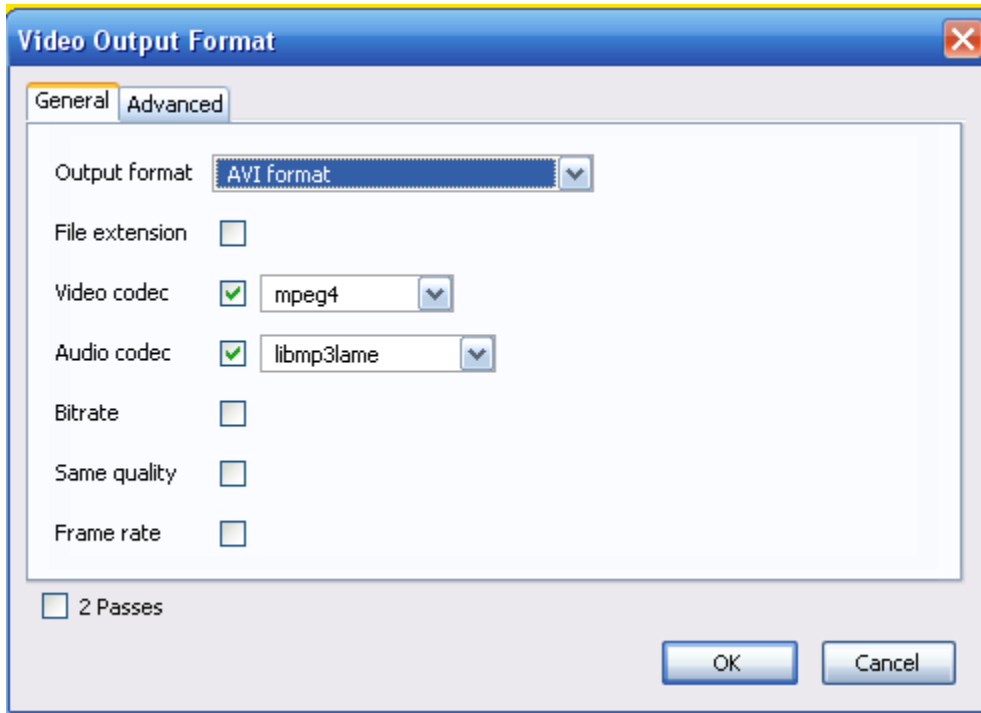 Video Output Format
General Advanced
Output format AVI format
File extension
Video codec mpeg4
Audio codec libmp3lame
Bitrate
Same quality
Frame rate
2 Passes
OK Cancel